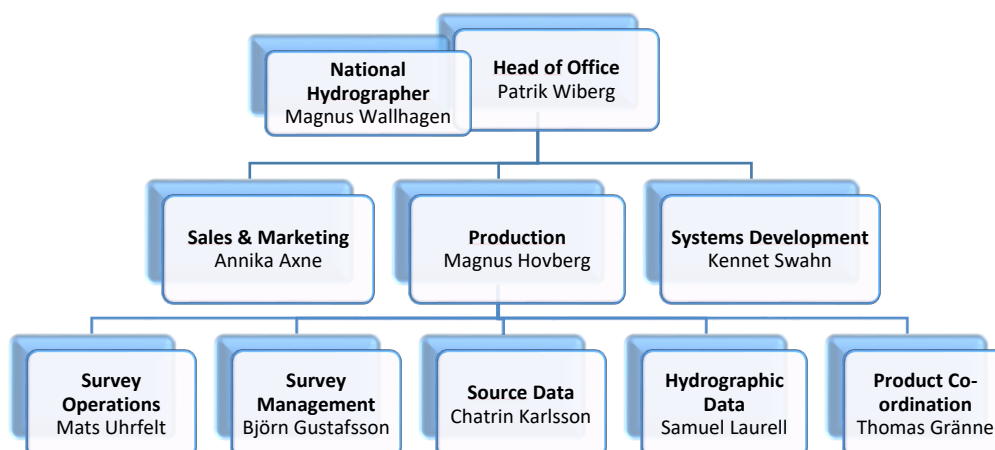 National
Hydrographer
Magnus Wallhagen
Head of Office
Patrik Wiberg
Sales & Marketing
Annika Axne
Production
Magnus Hovberg
Systems Development
Kennet Swahn
Survey
Operations
Mats Uhrfelt
Survey
Management
Björn Gustafsson
Source Data
Chatrin Karlsson
Hydrographic
Data
Samuel Laurell
Product Co-
ordination
Thomas Gränne